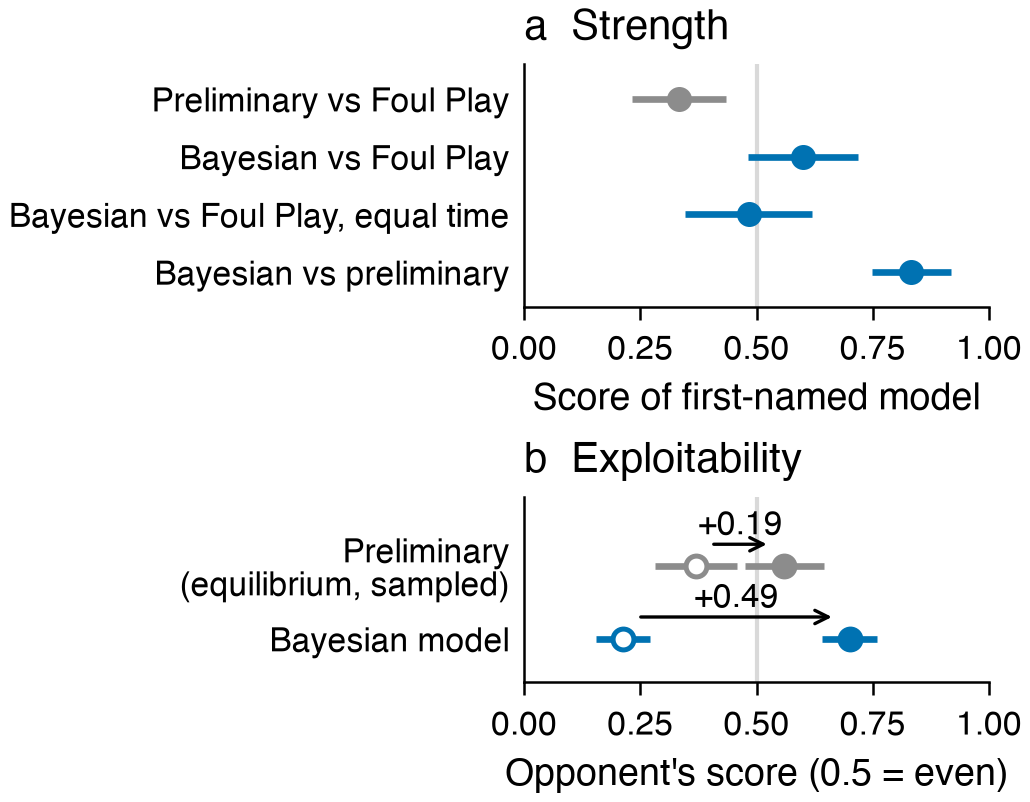 a Strength
Preliminary vs Foul Play
Bayesian vs Foul Play
Bayesian vs Foul Play, equal time
Bayesian vs preliminary
0.00 0.25 0.50 0.75 1.00
Score of first-named model
b Exploitability
+0.19
Preliminary
(equilibrium, sampled)
+0.49
Bayesian model
0.00 0.25 0.50 0.75 1.00
Opponent's score (0.5 = even)